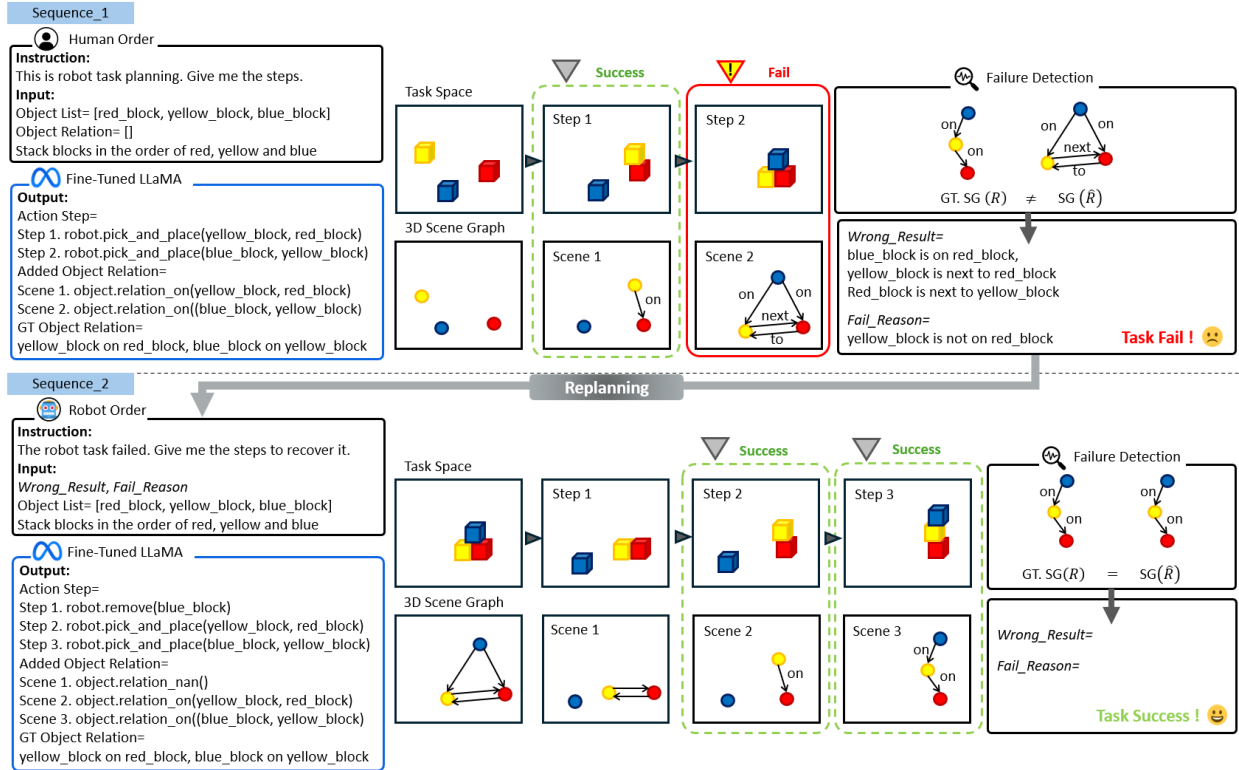 Sequence_1
Human Order
Instruction:
This is robot task planning. Give me the steps.
Input:
Object List= [red_block, yellow_block, blue_block]
Object Relation= []
Stack blocks in the order of red, yellow and blue
Fine-Tuned LLaMA
Output:
Action Step=
Step 1. robot.pick_and_place(yellow_block, red_block)
Step 2. robot.pick_and_place(blue_block, yellow_block)
Added Object Relation=
Scene 1. object.relation_on(yellow_block, red_block)
Scene 2. object.relation_on((blue_block, yellow_block)
GT Object Relation=
yellow_block on red_block, blue_block on yellow_block
Task Space
Success
Step 1
! Fail
Step 2
3D Scene Graph
Scene 1
on
Scene 2
on
on
next
to
Failure Detection
on
on
on
on
next
to
GT. SG (R) ≠ SG (R̂)
Wrong_Result=
blue_block is on red_block,
yellow_block is next to red_block
Red_block is next to yellow_block
Fail_Reason=
yellow_block is not on red_block
Task Fail !
Sequence_2
Replanning
Robot Order
Instruction:
The robot task failed. Give me the steps to recover it.
Input:
Wrong_Result, Fail_Reason
Object List= [red_block, yellow_block, blue_block]
Stack blocks in the order of red, yellow and blue
Fine-Tuned LLaMA
Output:
Action Step=
Step 1. robot.remove(blue_block)
Step 2. robot.pick_and_place(yellow_block, red_block)
Step 3. robot.pick_and_place(blue_block, yellow_block)
Added Object Relation=
Scene 1. object.relation_nan()
Scene 2. object.relation_on(yellow_block, red_block)
Scene 3. object.relation_on((blue_block, yellow_block)
GT Object Relation=
yellow_block on red_block, blue_block on yellow_block
Task Space
Step 1
Success
Step 2
Success
Step 3
3D Scene Graph
Scene 1
Scene 2
on
Scene 3
on
on
Failure Detection
on
on
on
on
GT. SG(R) = SG(R̂)
Wrong_Result=
Fail_Reason=
Task Success !